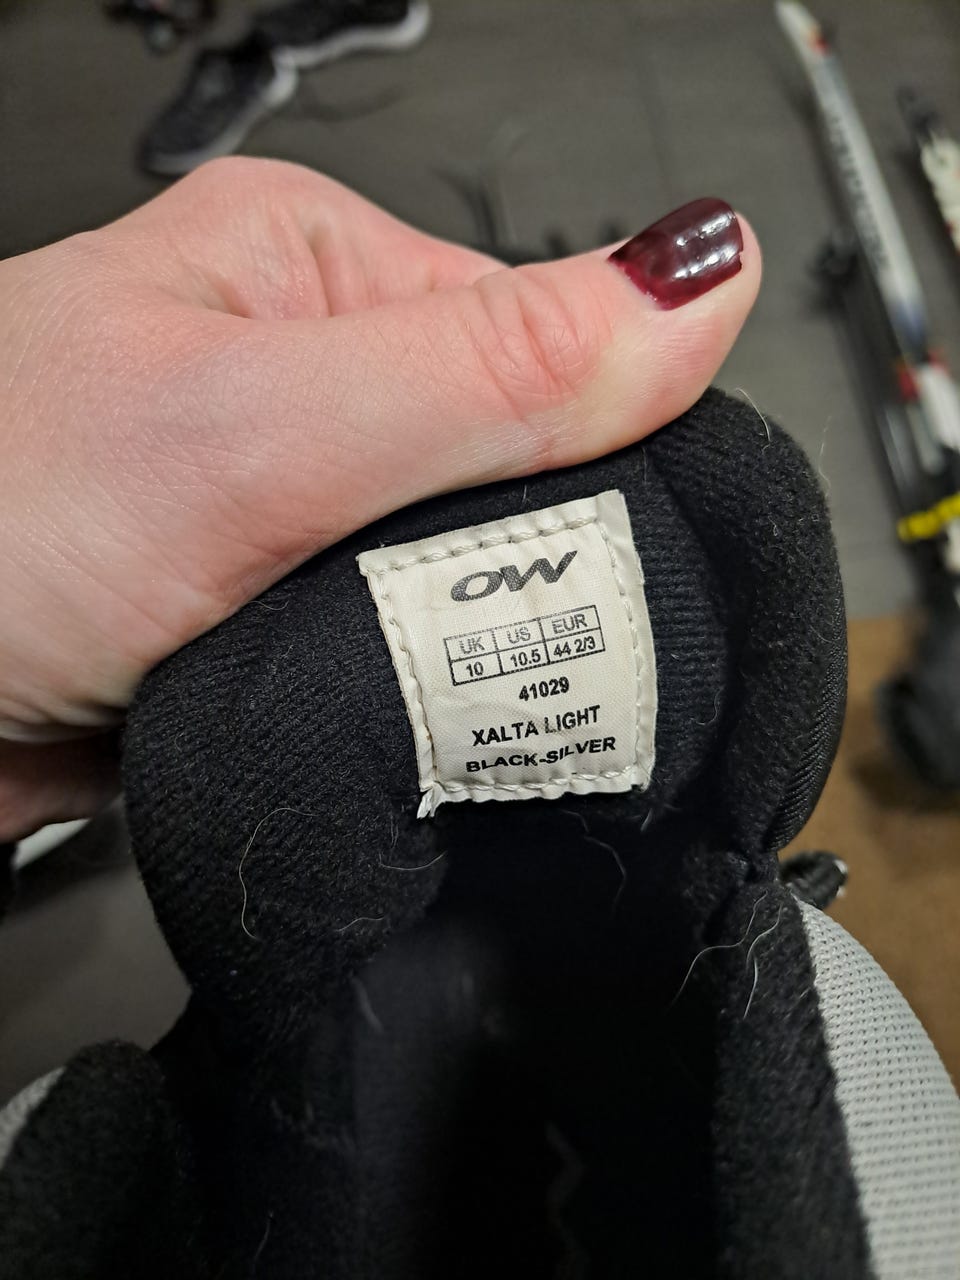 OW
UK US EUR
10 10.5 44 2/3
41029
XALTA LIGHT
BLACK-SILVER